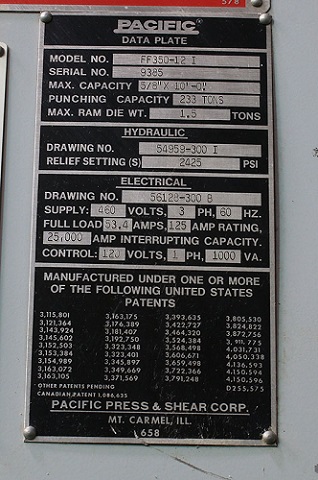 5/8
PACIFIC®
DATA PLATE
MODEL NO. FF350-12 I
SERIAL NO. 9385
MAX. CAPACITY 5/8" X 10'-0"
PUNCHING CAPACITY 233 TONS
MAX. RAM DIE WT. 1.5 TONS
HYDRAULIC
DRAWING NO. 54959-300 I
RELIEF SETTING (S) 2425 PSI
ELECTRICAL
DRAWING NO. 56128-300 B
SUPPLY: 460 VOLTS, 3 PH, 60 HZ.
FULL LOAD 53.4 AMPS, 125 AMP RATING,
25,000 AMP INTERRUPTING CAPACITY.
CONTROL: 120 VOLTS, 1 PH, 1000 VA.
MANUFACTURED UNDER ONE OR MORE
OF THE FOLLOWING UNITED STATES
PATENTS
3,115,801 3,163,175 3,393,635 3,805,530
3,121,364 3,176,389 3,422,727 3,824,822
3,143,924 3,181,407 3,464,320 3,872,756
3,145,602 3,192,750 3,524,384 3,911,775
3,152,503 3,323,348 3,568,498 4,031,731
3,153,384 3,323,401 3,600,671 4,050,338
3,154,989 3,345,897 3,659,498 4,136,593
3,163,072 3,349,669 3,722,366 4,150,594
3,163,105 3,371,569 3,791,248 4,150,596
OTHER PATENTS PENDING D255,575
CANADIAN PATENT 1,086,635
PACIFIC PRESS & SHEAR CORP.
MT. CARMEL, ILL.
658